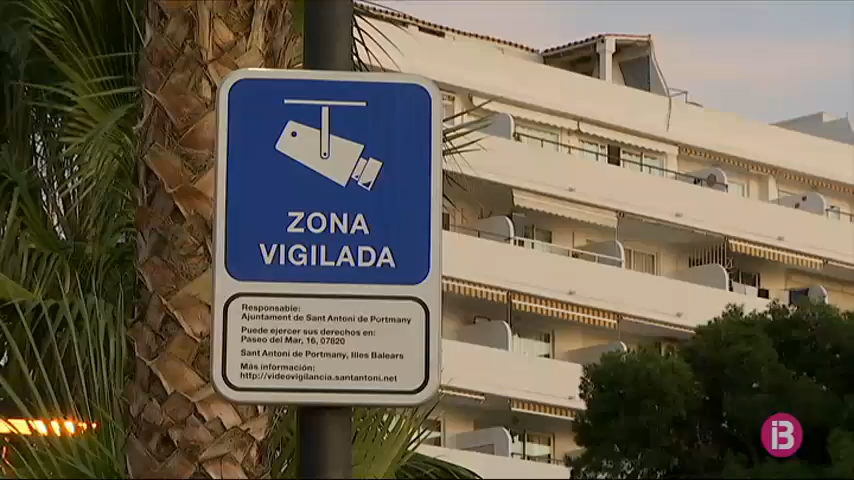 ZONA
VIGILADA
Responsable:
Ajuntament de Sant Antoni de Portmany
Puede ejercer sus derechos en:
Paseo del Mar, 16, 07820
Sant Antoni de Portmany, Illes Balears
Más información:
http://videovigilancia.santantoni.net
IB